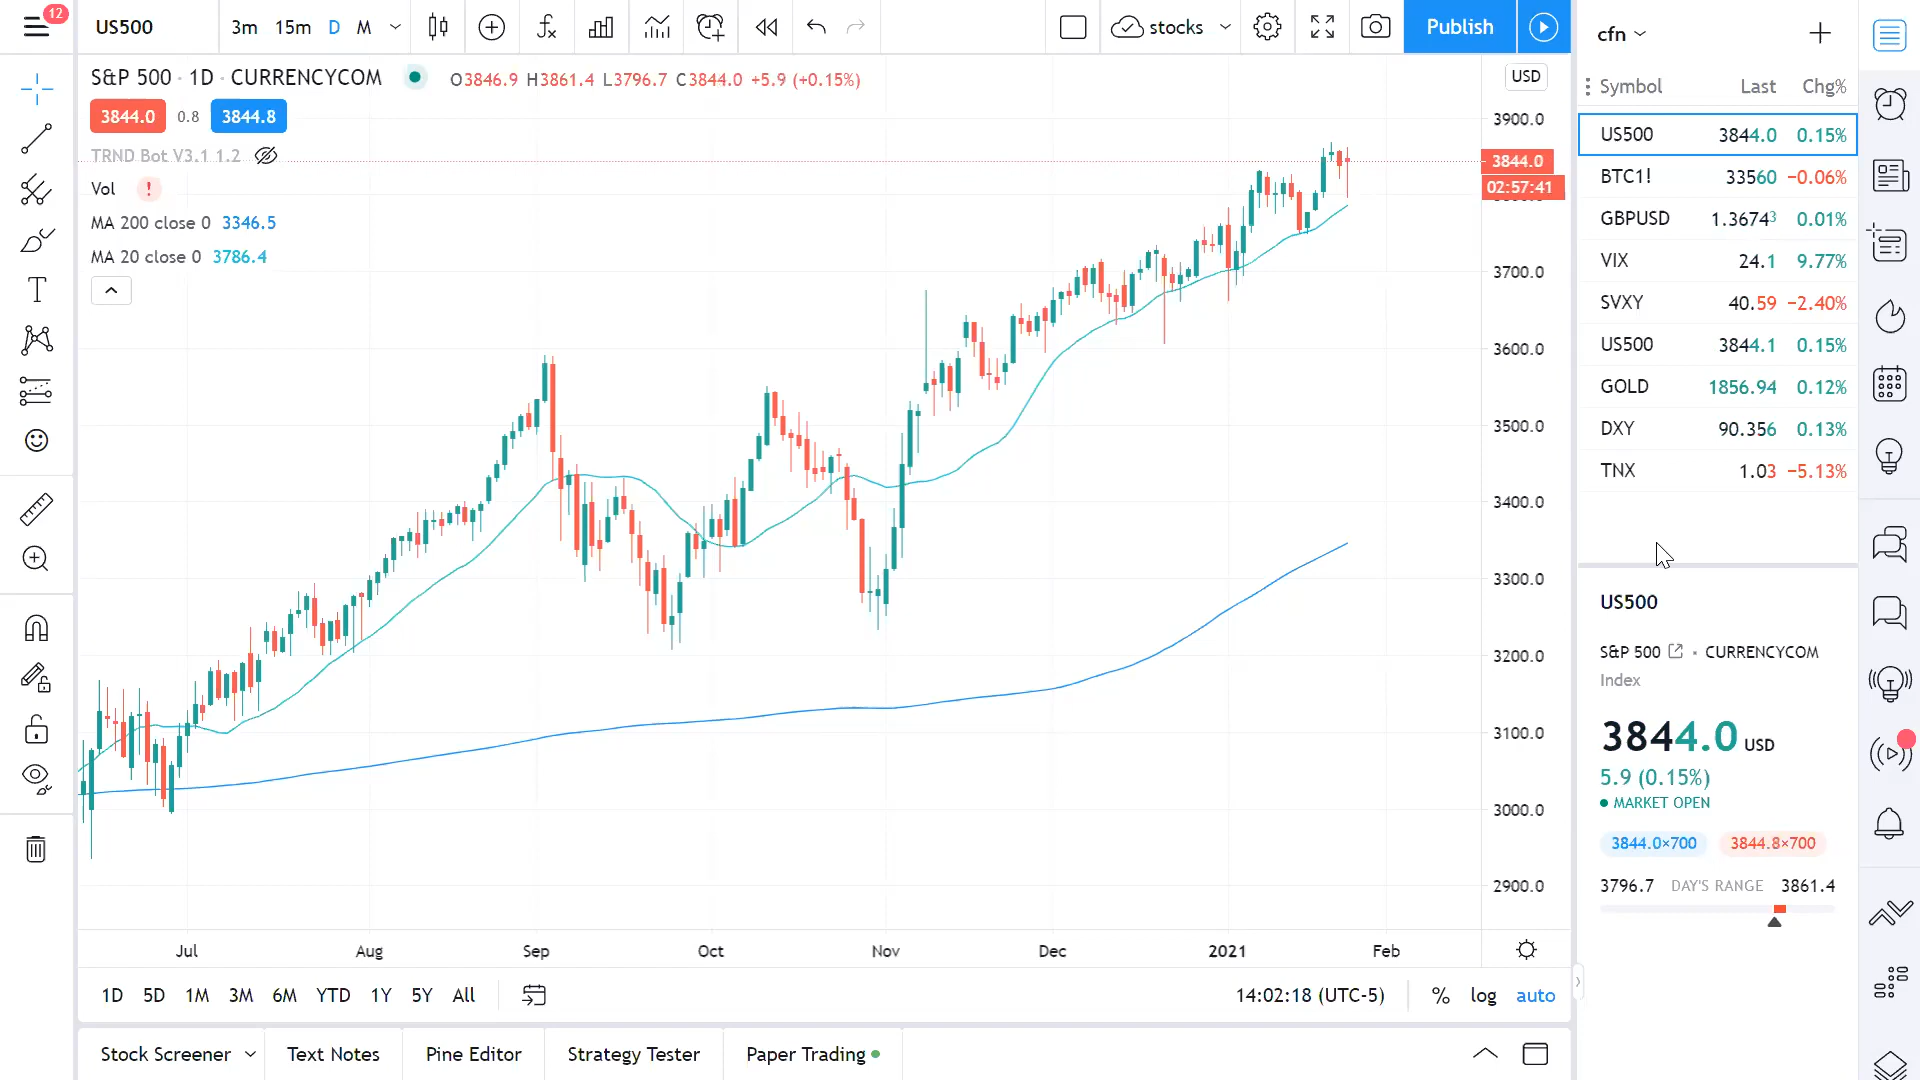 12
US500
3m 15m D M
stocks
Publish
cfn
S&P 500 · 1D · CURRENCYCOM
O3846.9 H3861.4 L3796.7 C3844.0 +5.9 (+0.15%)
USD
Symbol Last Chg%
3844.0 0.8 3844.8
TRND Bot V3.1 1.2
Vol !
MA 200 close 0 3346.5
MA 20 close 0 3786.4
3900.0
3844.0
02:57:41
3700.0
3600.0
3500.0
3400.0
3300.0
3200.0
3100.0
3000.0
2900.0
Jul Aug Sep Oct Nov Dec 2021 Feb
US500 3844.0 0.15%
BTC1! 33560 −0.06%
GBPUSD 1.36743 0.01%
VIX 24.1 9.77%
SVXY 40.59 −2.40%
US500 3844.1 0.15%
GOLD 1856.94 0.12%
DXY 90.356 0.13%
TNX 1.03 −5.13%
US500
S&P 500 • CURRENCYCOM
Index
3844.0 USD
5.9 (0.15%)
MARKET OPEN
3844.0×700 3844.8×700
3796.7 DAY'S RANGE 3861.4
1D 5D 1M 3M 6M YTD 1Y 5Y All
14:02:18 (UTC-5) % log auto
Stock Screener Text Notes Pine Editor Strategy Tester Paper Trading